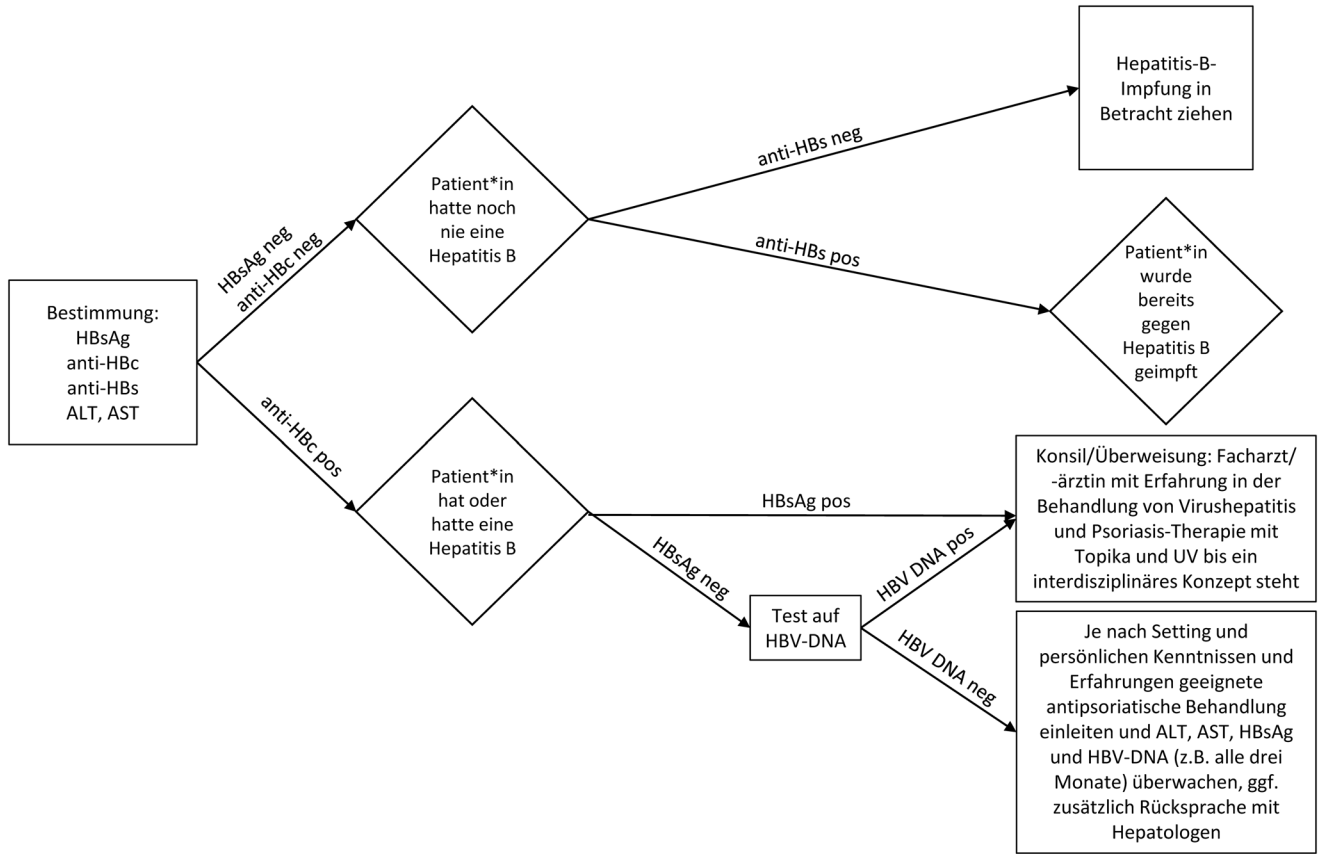 Bestimmung:
HBsAg
anti-HBc
anti-HBs
ALT, AST
HBsAg neg
anti-HBc neg
Patient*in
hatte noch
nie eine
Hepatitis B
anti-HBs neg
Hepatitis-B-
Impfung in
Betracht ziehen
anti-HBs pos
Patient*in
wurde
bereits
gegen
Hepatitis B
geimpft
anti-HBc pos
Patient*in
hat oder
hatte eine
Hepatitis B
HBsAg pos
Konsil/Überweisung: Facharzt/
-ärztin mit Erfahrung in der
Behandlung von Virushepatitis
und Psoriasis-Therapie mit
Topika und UV bis ein
interdisziplinäres Konzept steht
HBsAg neg
Test auf
HBV-DNA
HBV DNA pos
HBV DNA neg
Je nach Setting und
persönlichen Kenntnissen und
Erfahrungen geeignete
antipsoriatische Behandlung
einleiten und ALT, AST, HBsAg
und HBV-DNA (z.B. alle drei
Monate) überwachen, ggf.
zusätzlich Rücksprache mit
Hepatologen